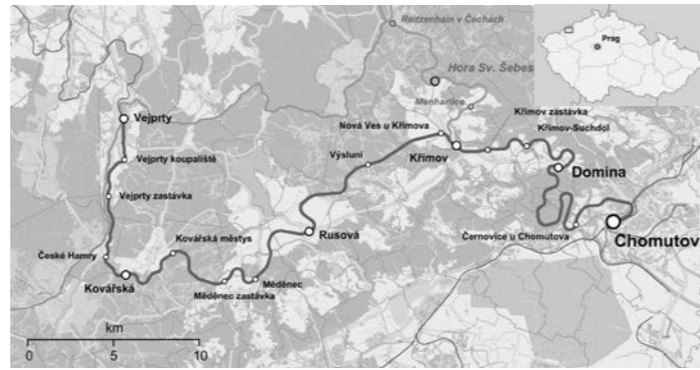 Reitzenhain v Čechách
Prag
Hora Sv. Šebes
Menhartice
Vejprty
Křimov zástávka
Nová Ves u Křimova
Křimov-Suchdol
Křimov
Vejprty koupaliště
Výsluní
Domina
Vejprty zastávka
Rusová
Černovice u Chomutova
Chomutov
Kovářská městys
České Hamry
Kovářská
Měděnec
Měděnec zastávka
km
0 5 10